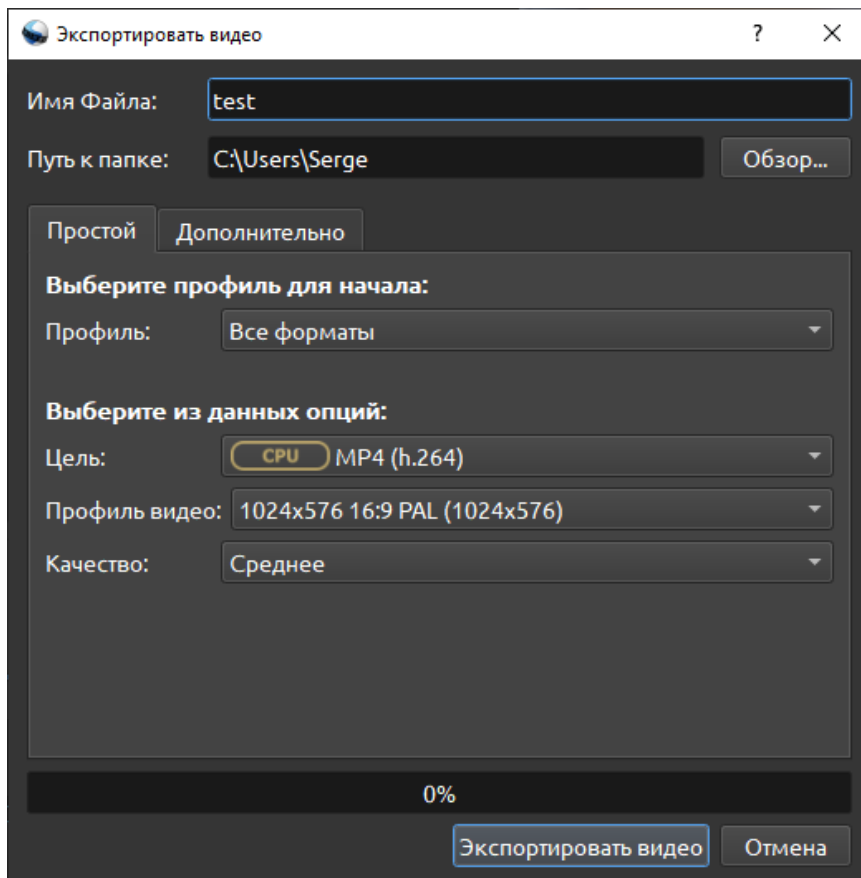 Экспортировать видео ?
Имя Файла: test
Путь к папке: C:\Users\Serge Обзор...
Простой Дополнительно
Выберите профиль для начала:
Профиль: Все форматы
Выберите из данных опций:
Цель: CPU MP4 (h.264)
Профиль видео: 1024x576 16:9 PAL (1024x576)
Качество: Среднее
0%
Экспортировать видео Отмена